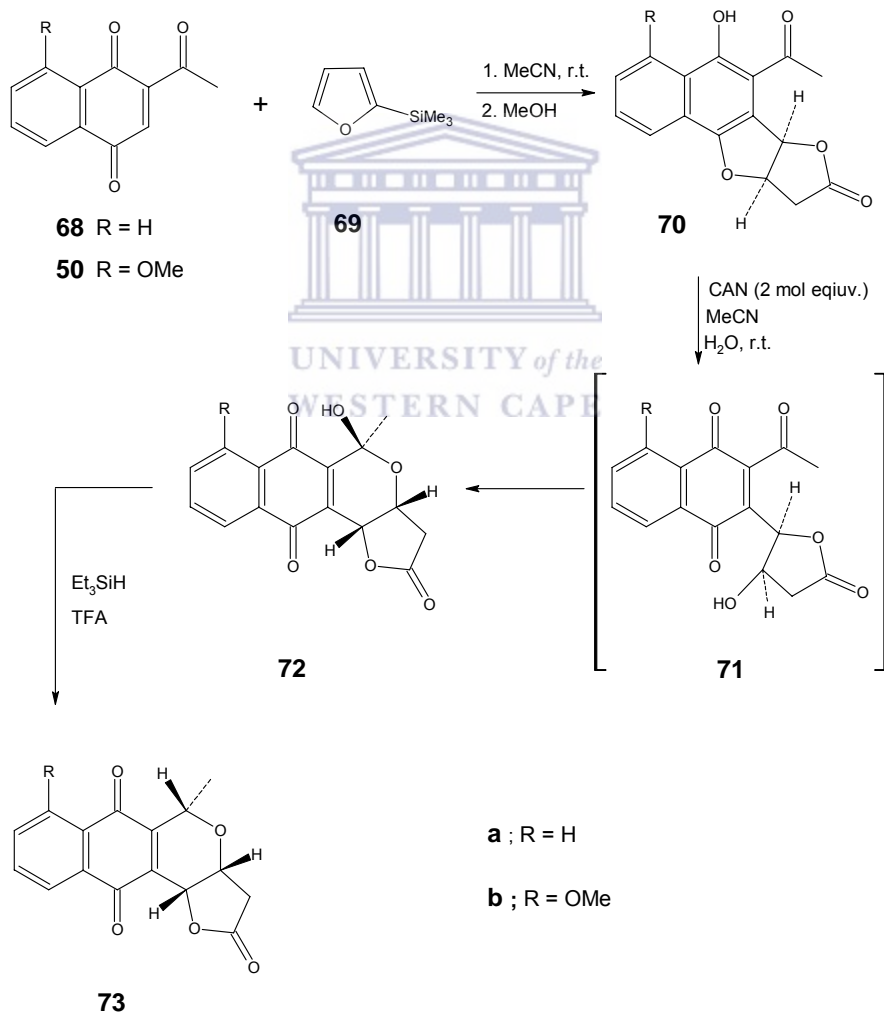 R
O
O
+
O
SiMe3
1. MeCN, r.t.
2. MeOH
R
OH
O
H
O
O
O
H
O
68 R = H
50 R = OMe
69
70
UNIVERSITY of the
WESTERN CAPE
CAN (2 mol eqiuv.)
MeCN
H2O, r.t.
R
O
HO
O
H
H
O
O
O
72
R
O
O
H
O
O
O
HO
H
71
Et3SiH
TFA
R
O
H
O
H
H
O
O
O
73
a ; R = H
b ; R = OMe